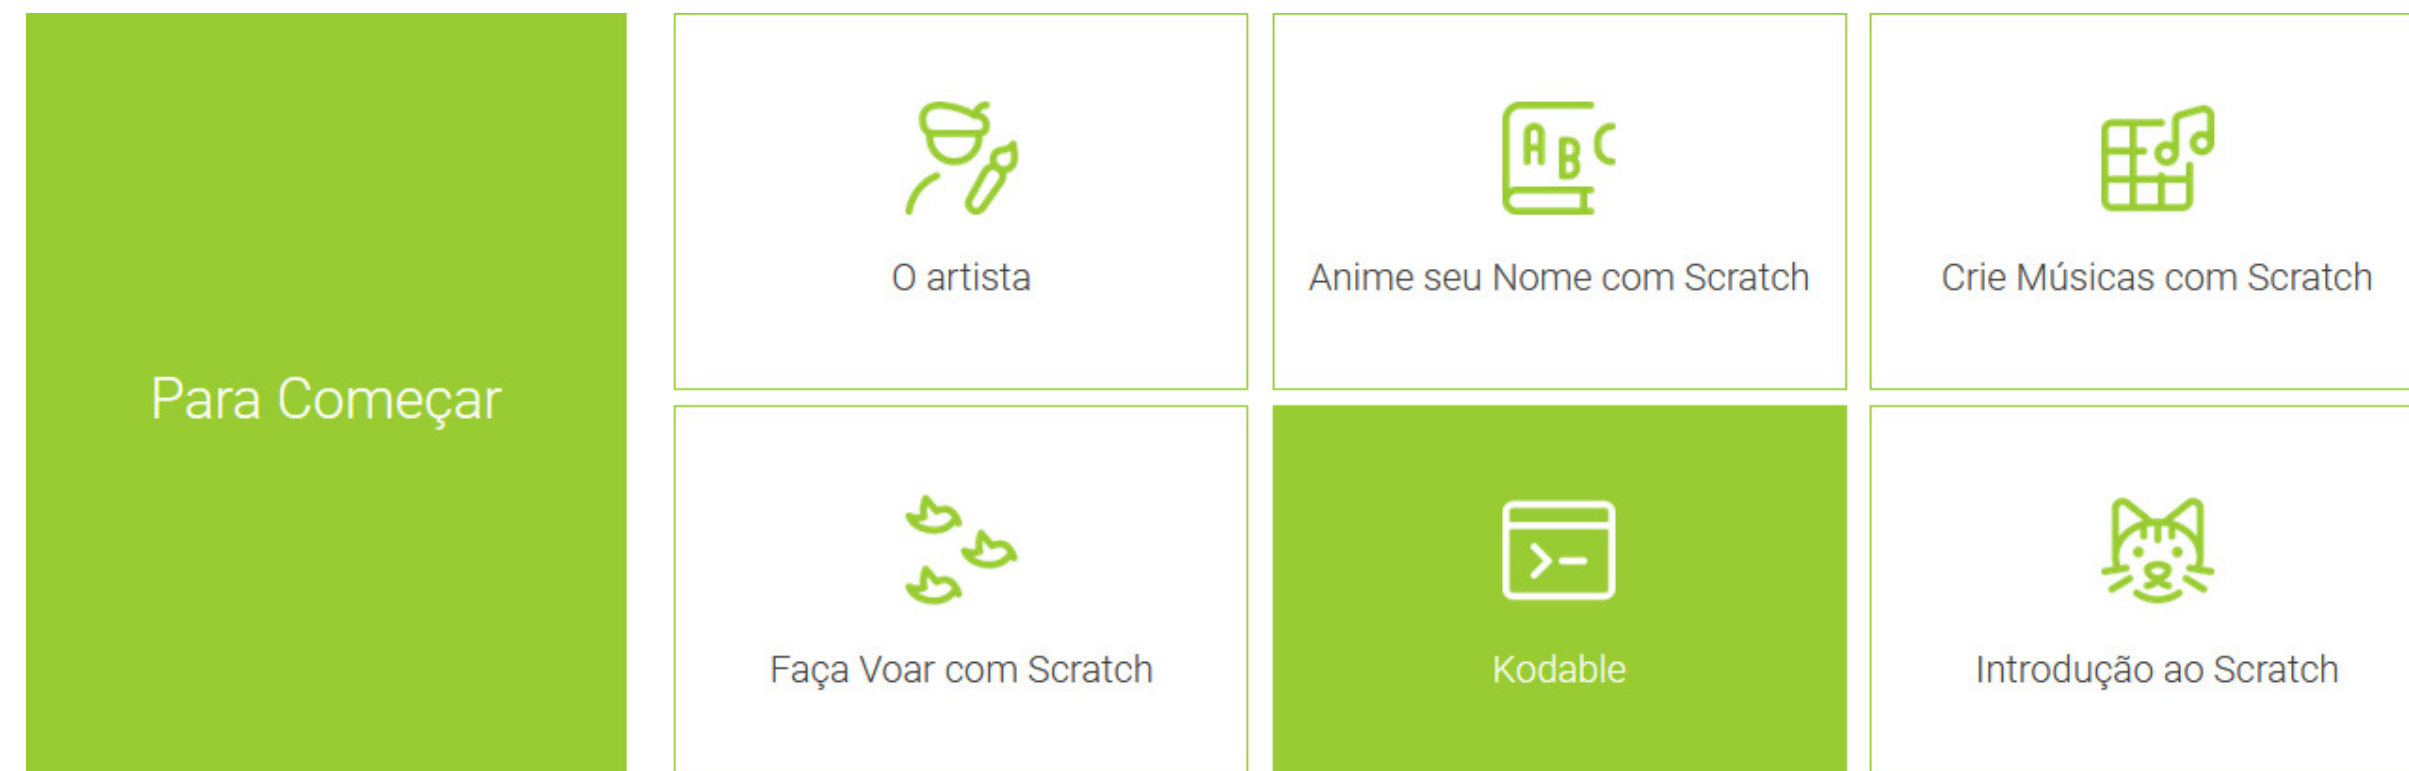 Para Começar
O artista
Anime seu Nome com Scratch
ABC
Crie Músicas com Scratch
Faça Voar com Scratch
Kodable
Introdução ao Scratch